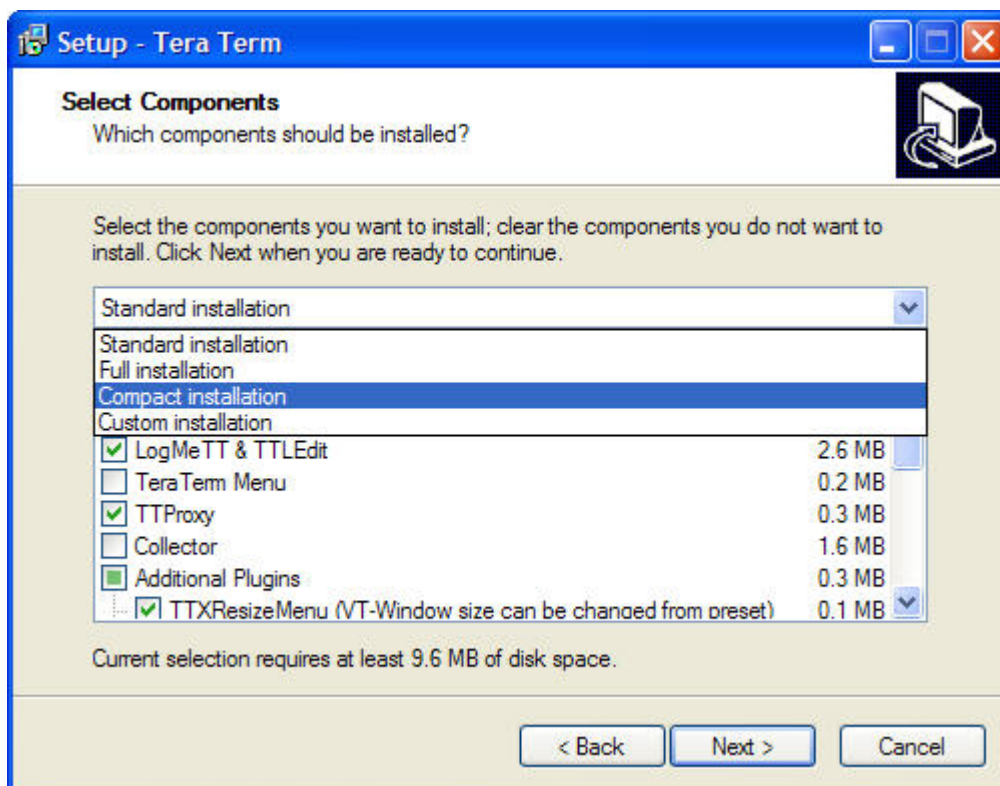 Setup - Tera Term
Select Components
Which components should be installed?
Select the components you want to install; clear the components you do not want to
install. Click Next when you are ready to continue.
Standard installation
Standard installation
Full installation
Compact installation
Custom installation
LogMeTT & TTLEdit 2.6 MB
TeraTerm Menu 0.2 MB
TTProxy 0.3 MB
Collector 1.6 MB
Additional Plugins 0.3 MB
TTXResizeMenu (VT-Window size can be changed from preset) 0.1 MB
Current selection requires at least 9.6 MB of disk space.
< Back Next > Cancel